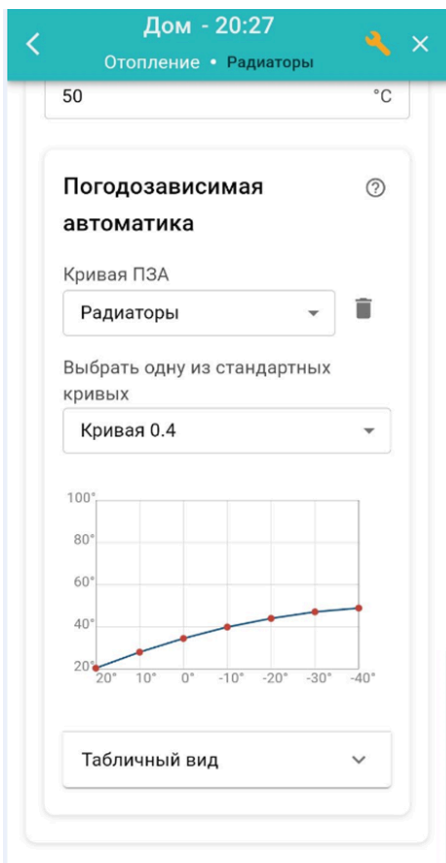 Дом - 20:27
Отопление • Радиаторы
50 °C
Погодозависимая
автоматика
Кривая ПЗА
Радиаторы
Выбрать одну из стандартных
кривых
Кривая 0.4
100°
80°
60°
40°
20°
20° 10° 0° -10° -20° -30° -40°
Табличный вид